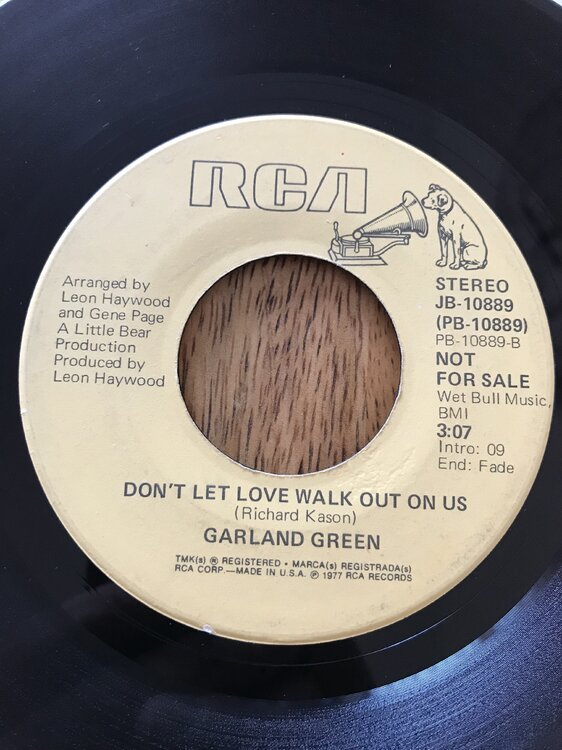 RCA
Arranged by
Leon Haywood
and Gene Page
A Little Bear
Production
Produced by
Leon Haywood
STEREO
JB-10889
(PB-10889)
PB-10889-B
NOT
FOR SALE
Wet Bull Music,
BMI
3:07
Intro: 09
End: Fade
DON'T LET LOVE WALK OUT ON US
(Richard Kason)
GARLAND GREEN
TMK(s) ® REGISTERED • MARCA(s) REGISTRADA(s)
RCA CORP.—MADE IN U.S.A. ℗ 1977 RCA RECORDS